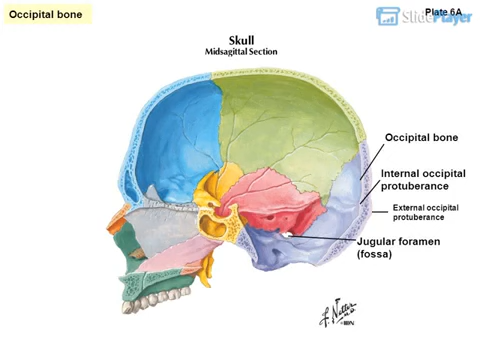 Occipital bone
Plate 6A
SlidePlayer
Skull
Midsagittal Section
Occipital bone
Internal occipital
protuberance
External occipital
protuberance
Jugular foramen
(fossa)
F. Netter
M.D.